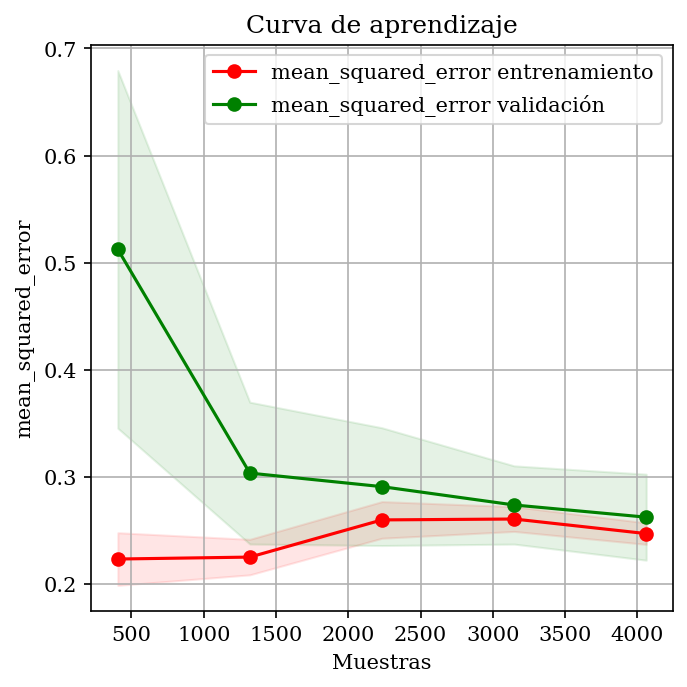 Curva de aprendizaje
mean_squared_error entrenamiento
mean_squared_error validación
0.7
0.6
0.5
0.4
0.3
0.2
mean_squared_error
500
1000
1500
2000
2500
3000
3500
4000
Muestras